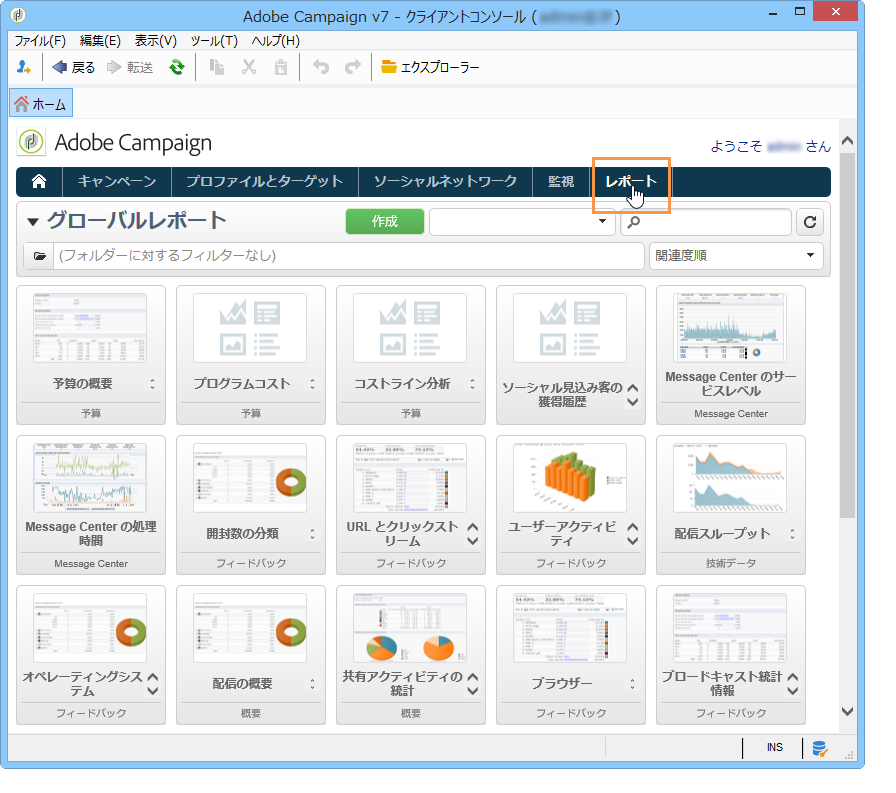 Adobe Campaign v7 - クライアントコンソール ( )
ファイル(F) 編集(E) 表示(V) ツール(T) ヘルプ(H)
戻る 転送 エクスプローラー
ホーム
Adobe Campaign
ようこそ さん
キャンペーン プロファイルとターゲット ソーシャルネットワーク 監視 レポート
グローバルレポート 作成
(フォルダーに対するフィルターなし) 関連度順
予算の概要
予算
プログラムコスト
予算
コストライン分析
予算
ソーシャル見込み客の
獲得履歴
Message Center のサー
ビスレベル
Message Center
Message Center の処理
時間
Message Center
開封数の分類
フィードバック
URL とクリックスト
リーム
フィードバック
ユーザーアクティビ
ティ
フィードバック
配信スループット
技術データ
オペレーティングシス
テム
フィードバック
配信の概要
概要
共有アクティビティの
統計
概要
ブラウザー
フィードバック
ブロードキャスト統計
情報
フィードバック
INS